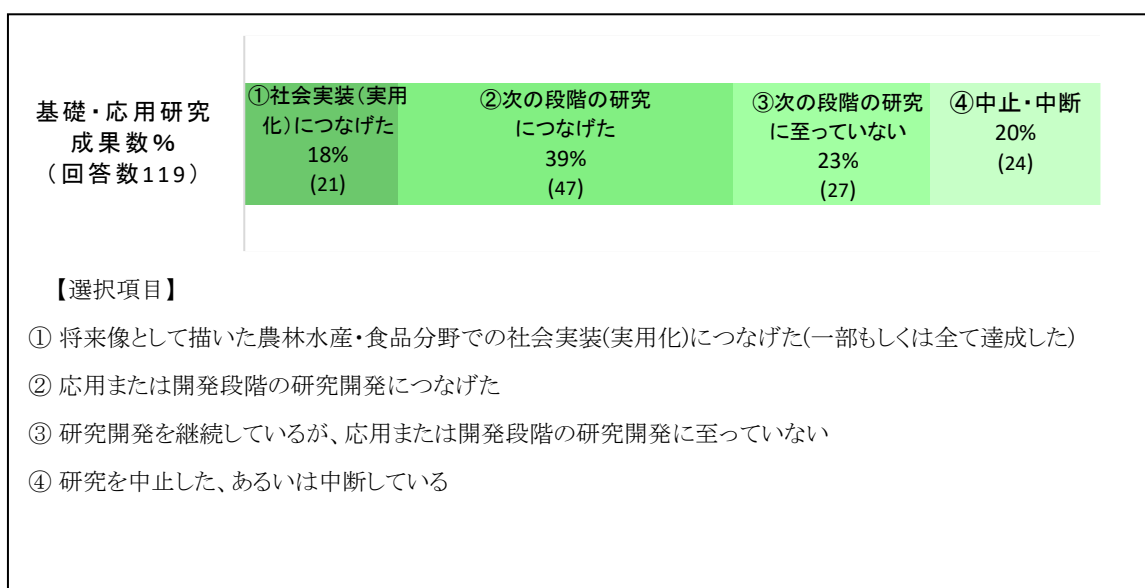 基礎・応用研究
成果数%
（回答数119）
①社会実装（実用
化）につなげた
18%
(21)
②次の段階の研究
につなげた
39%
(47)
③次の段階の研究
に至っていない
23%
(27)
④中止・中断
20%
(24)
【選択項目】
① 将来像として描いた農林水産・食品分野での社会実装(実用化)につなげた(一部もしくは全て達成した)
② 応用または開発段階の研究開発につなげた
③ 研究開発を継続しているが、応用または開発段階の研究開発に至っていない
④ 研究を中止した、あるいは中断している